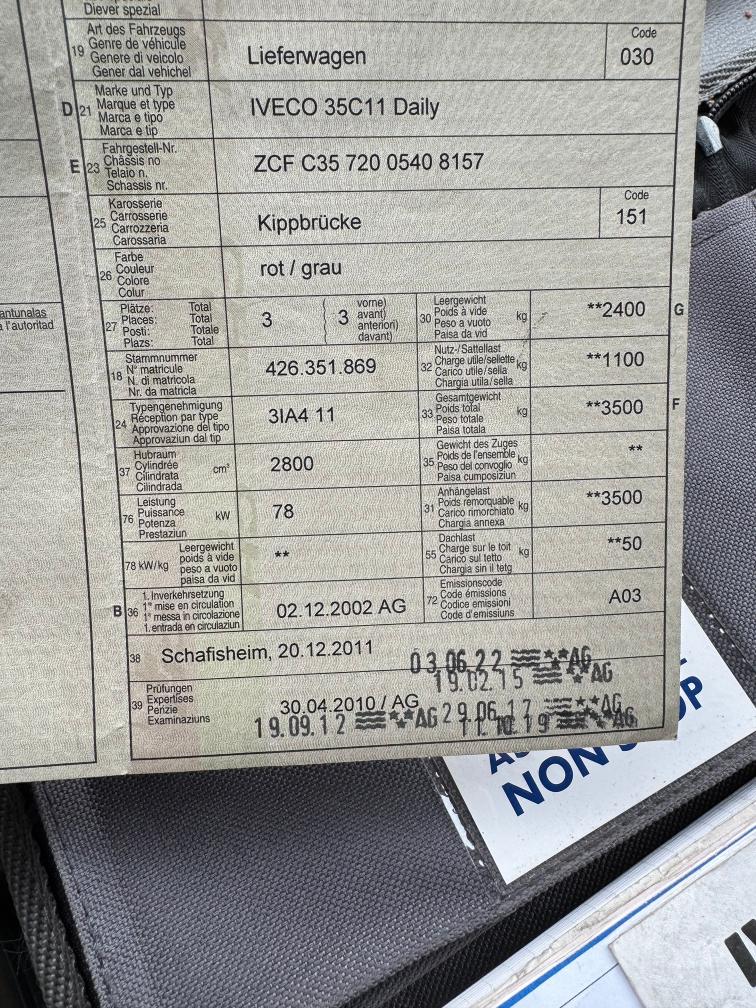 Diever spezial
19 Art des Fahrzeugs
Genre de véhicule
Genere di veicolo
Gener dal vehichel
Lieferwagen
Code
030
D 21 Marke und Typ
Marque et type
Marca e tipo
Marca e tip
IVECO 35C11 Daily
E 23 Fahrgestell-Nr.
Châssis no
Telaio n.
Schassis nr.
ZCF C35 720 0540 8157
25 Karosserie
Carrosserie
Carrozzeria
Carossaria
Kippbrücke
Code
151
26 Farbe
Couleur
Colore
Colur
rot / grau
27 Plätze: Total
Places: Total
Posti: Totale
Plazs: Total
3
3 vorne)
avant)
anteriori)
davant)
30 Leergewicht
Poids à vide
Peso a vuoto
Paisa da vid
kg
**2400
G
18 Stammnummer
N° matricule
N. di matricola
Nr. da matricla
426.351.869
32 Nutz-/Sattellast
Charge utile/sellette
Carico utile/sella
Chargia utila/sella
kg
**1100
24 Typengenehmigung
Réception par type
Approvazione del tipo
Approvaziun dal tip
3IA4 11
33 Gesamtgewicht
Poids total
Peso totale
Paisa totala
kg
**3500
F
37 Hubraum
Cylindrée
Cilindrata
Cilindrada
cm³
2800
35 Gewicht des Zuges
Poids de l'ensemble
Peso del convoglio
Paisa cumposiziun
kg
**
76 Leistung
Puissance
Potenza
Prestaziun
kW
78
31 Anhängelast
Poids remorquable
Carico rimorchiato
Chargia annexa
kg
**3500
78 kW/kg Leergewicht
poids à vide
peso a vuoto
paisa da vid
**
55 Dachlast
Charge sur le toit
Carico sul tetto
Chargia sin il tetg
kg
**50
B 36 1. Inverkehrsetzung
1re mise en circulation
1a messa in circolazione
1. entrada en circulaziun
02.12.2002 AG
72 Emissionscode
Code émissions
Codice emissioni
Code d'emissiuns
A03
38 Schafisheim, 20.12.2011
03.06.22 AG
19.02.15 AG
39 Prüfungen
Expertises
Perizie
Examinaziuns
30.04.2010 / AG
19.09.12 AG 29.06.17 AG
11.10.19 AG
antunalas
a l'autoritad
NON
OP